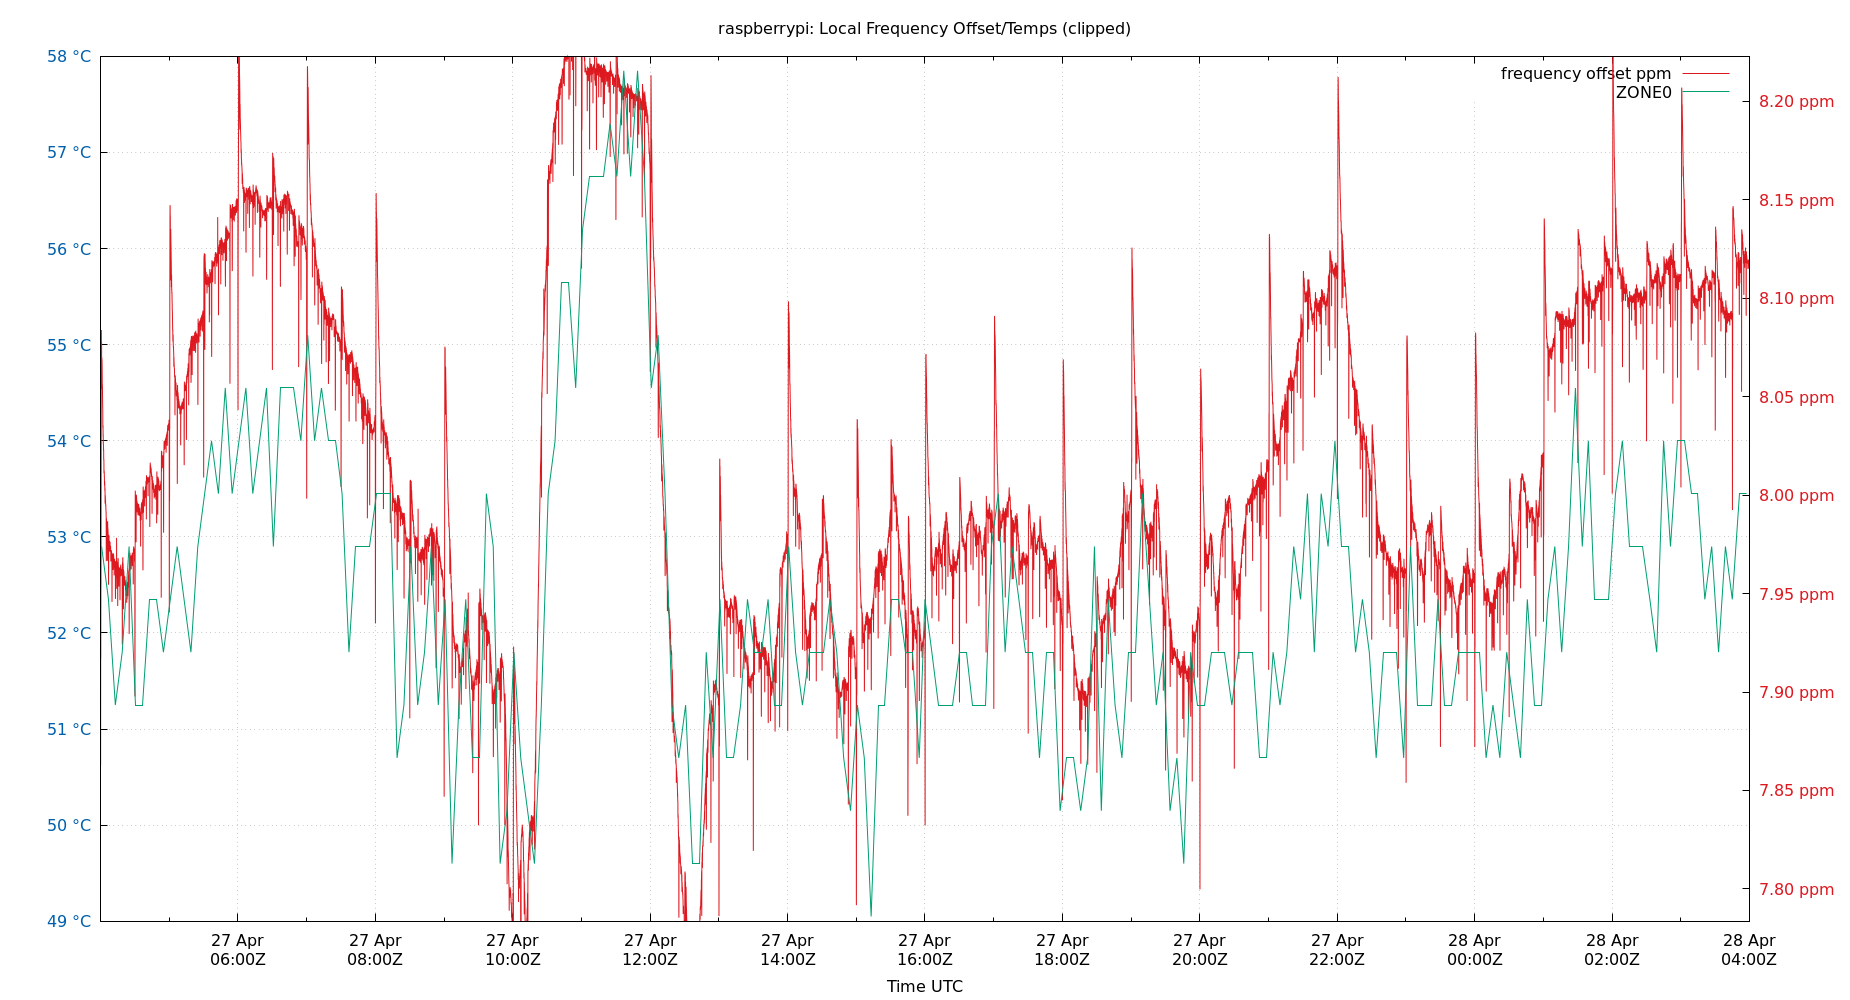 raspberrypi: Local Frequency Offset/Temps (clipped)
frequency offset ppm
ZONE0
58 °C
57 °C
56 °C
55 °C
54 °C
53 °C
52 °C
51 °C
50 °C
49 °C
8.20 ppm
8.15 ppm
8.10 ppm
8.05 ppm
8.00 ppm
7.95 ppm
7.90 ppm
7.85 ppm
7.80 ppm
27 Apr
06:00Z
27 Apr
08:00Z
27 Apr
10:00Z
27 Apr
12:00Z
27 Apr
14:00Z
27 Apr
16:00Z
27 Apr
18:00Z
27 Apr
20:00Z
27 Apr
22:00Z
28 Apr
00:00Z
28 Apr
02:00Z
28 Apr
04:00Z
Time UTC